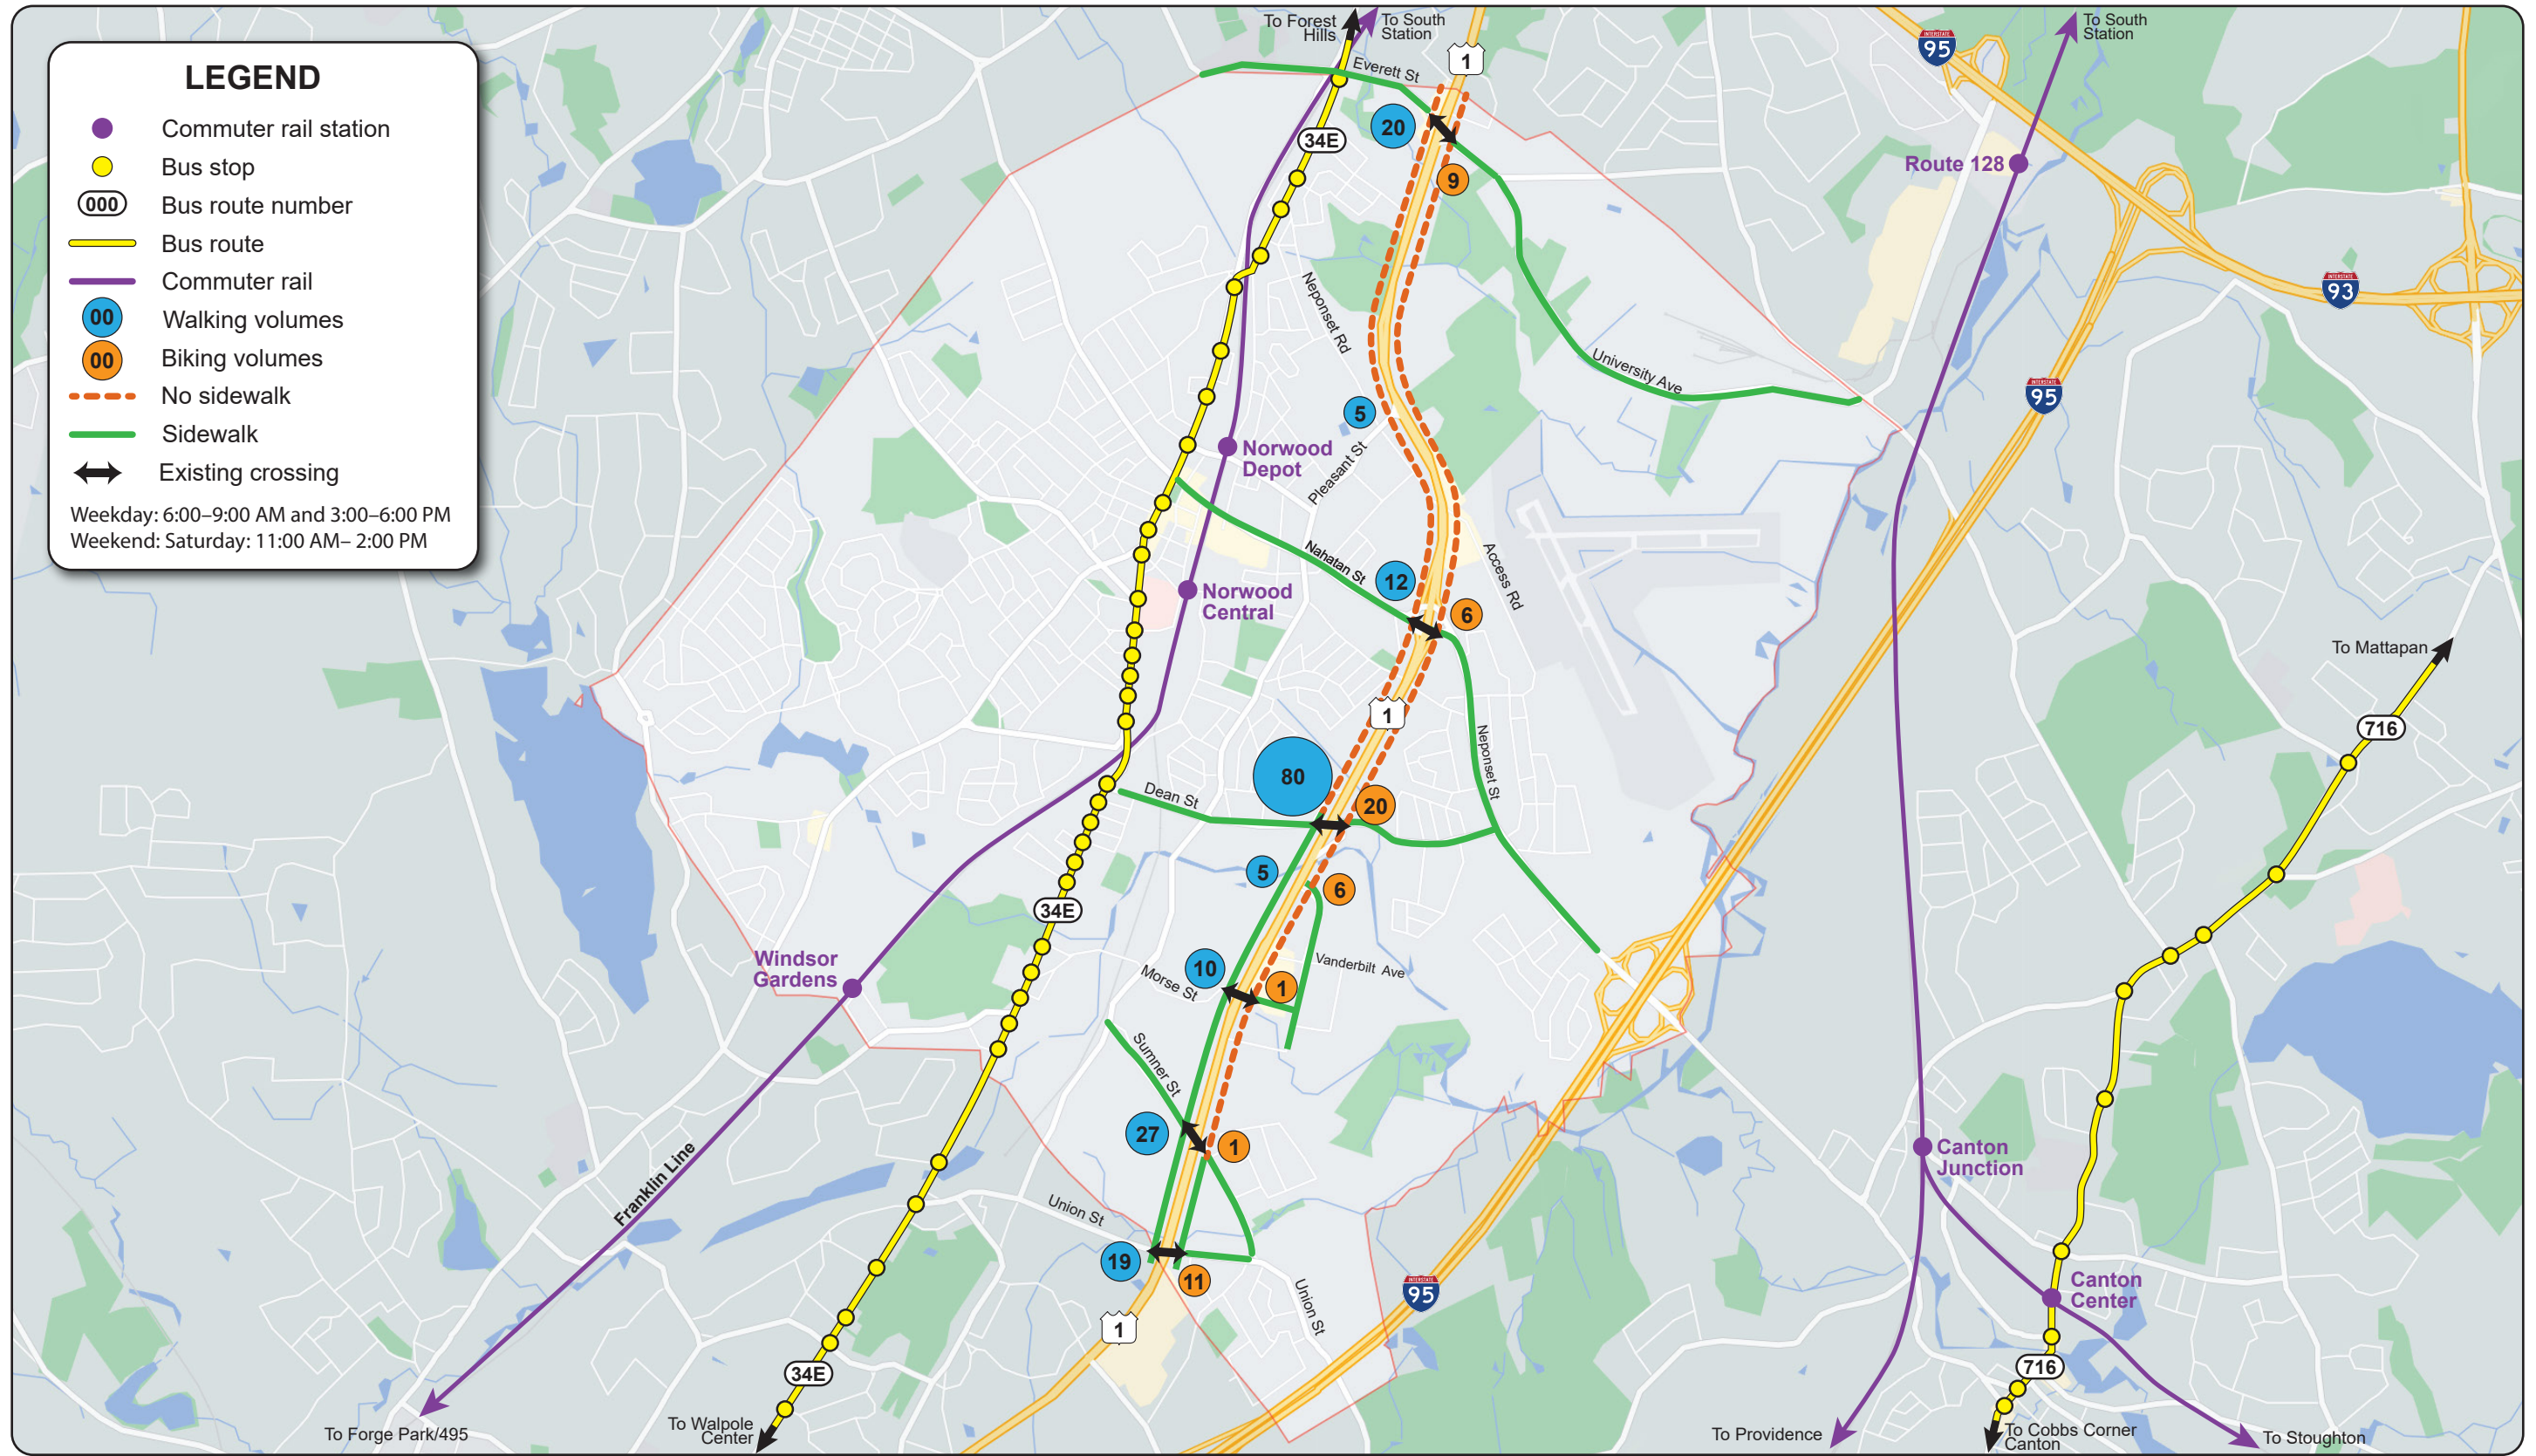 LEGEND
Commuter rail station
Bus stop
000
Bus route number
Bus route
Commuter rail
00
Walking volumes
00
Biking volumes
No sidewalk
Sidewalk
Existing crossing
Weekday: 6:00–9:00 AM and 3:00–6:00 PM
Weekend: Saturday: 11:00 AM– 2:00 PM
To Forest
Hills
To South
Station
1
Everett St
20
34E
9
INTERSTATE
95
To South
Station
Route 128
INTERSTATE
93
Neponset Rd
University Ave
INTERSTATE
95
5
Norwood
Depot
Pleasant St
Nahatan St
12
Access Rd
6
Norwood
Central
To Mattapan
716
1
Neponset St
80
20
Dean St
5
6
34E
Windsor
Gardens
10
Morse St
1
Vanderbilt Ave
Sumner St
27
1
Canton
Junction
Franklin Line
Union St
19
11
Union St
INTERSTATE
95
Canton
Center
1
34E
716
To Forge Park/495
To Walpole
Center
To Providence
To Cobbs Corner
Canton
To Stoughton